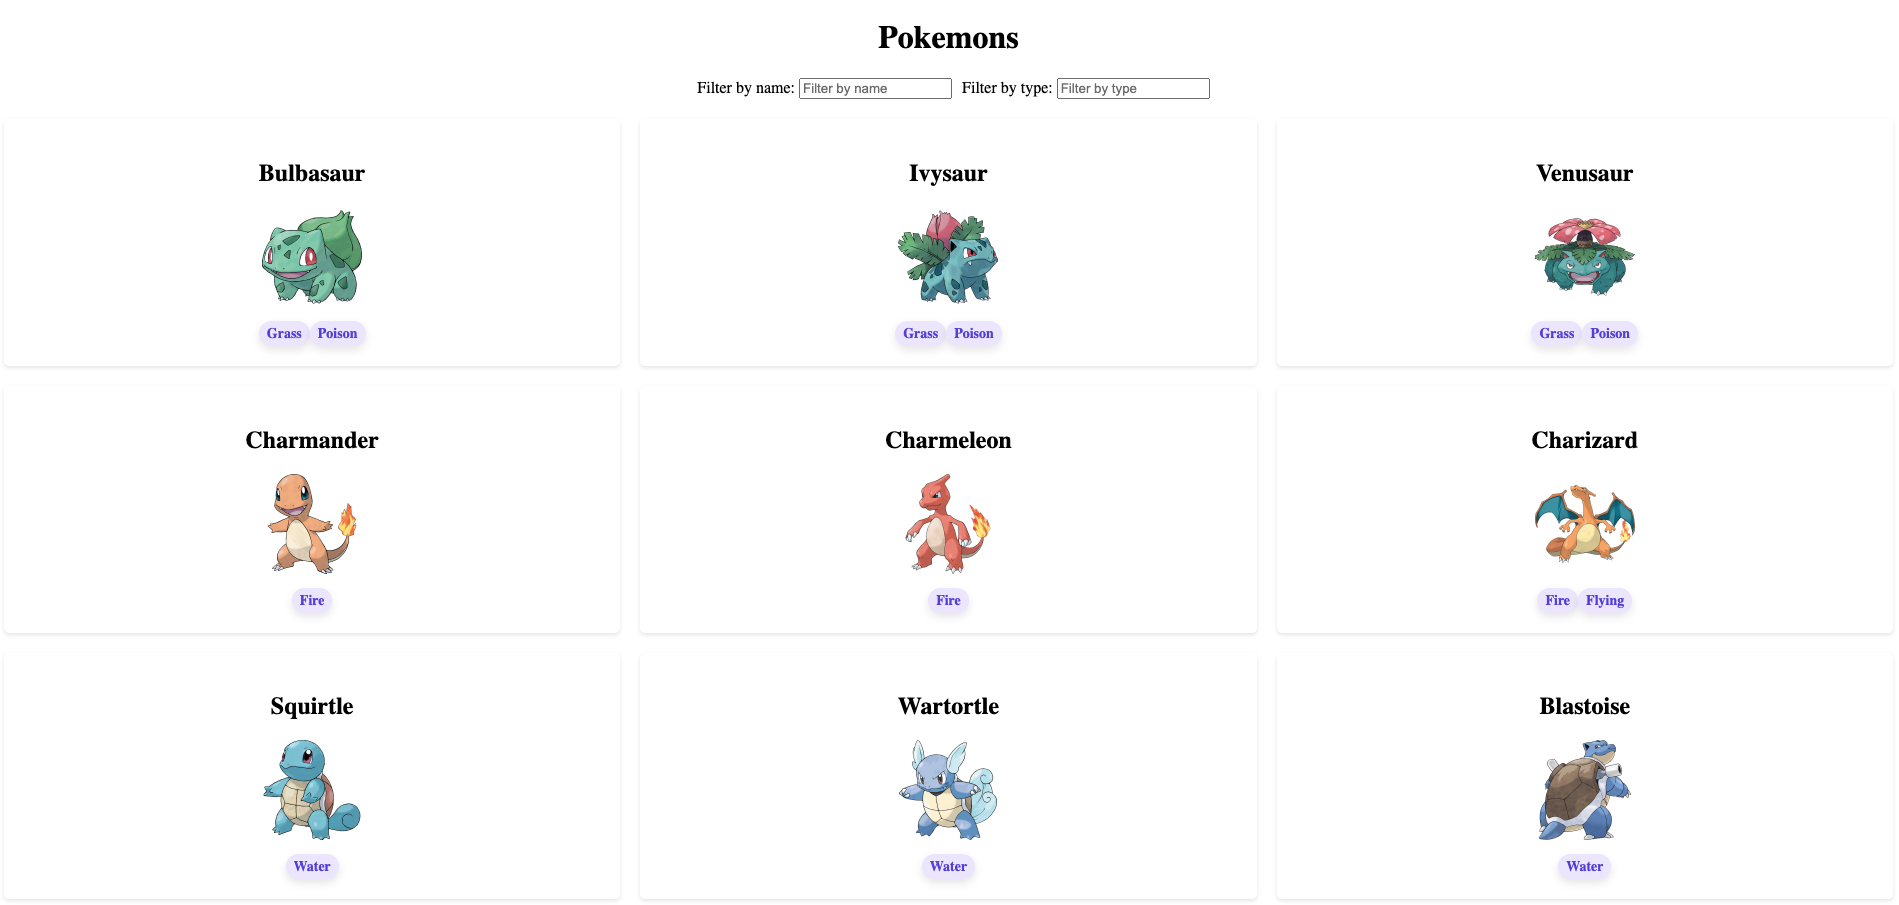 Pokemons
Filter by name: Filter by name Filter by type: Filter by type
Bulbasaur
Ivysaur
Venusaur
Grass Poison
Grass Poison
Grass Poison
Charmander
Charmeleon
Charizard
Fire
Fire
Fire Flying
Squirtle
Wartortle
Blastoise
Water
Water
Water